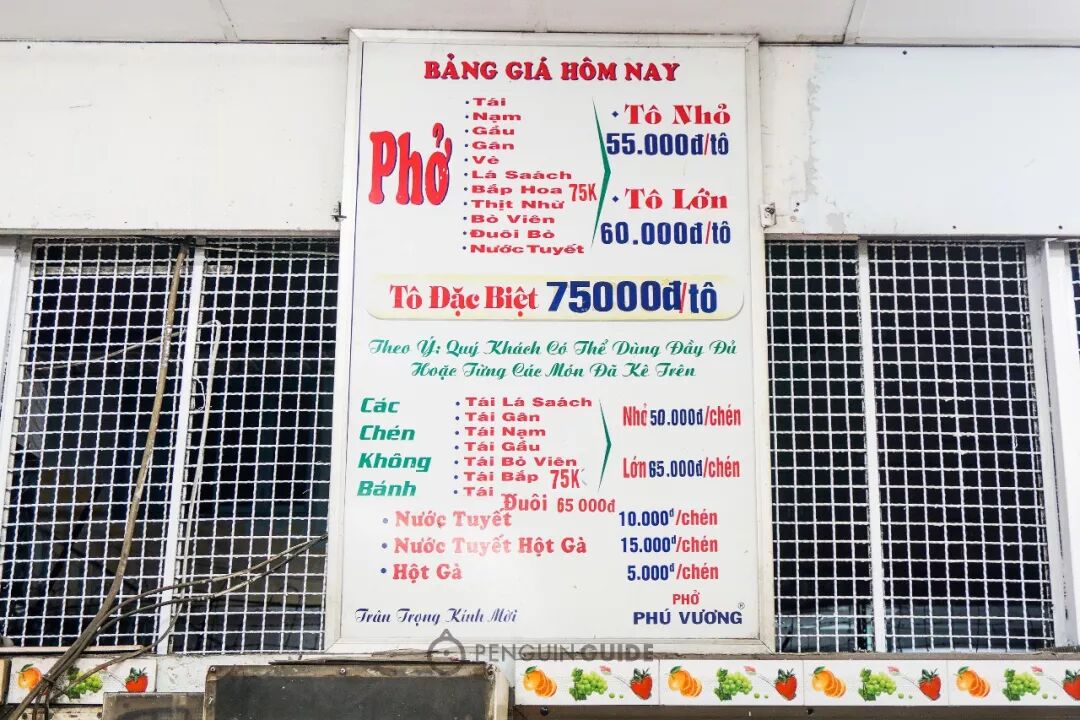 BẢNG GIÁ HÔM NAY
Phở
• Tái
• Nạm
• Gầu
• Gân
• Vè
• Lá Saách
• Bắp Hoa 75K
• Thịt Nhừ
• Bò Viên
• Đuôi Bò
• Nước Tuyết
• Tô Nhỏ
55.000đ/tô
• Tô Lớn
60.000đ/tô
Tô Đặc Biệt 75000đ/tô
Theo Ý: Quý Khách Có Thể Dùng Đầy Đủ
Hoặc Từng Các Món Đã Kê Trên
Các
Chén
Không
Bánh
• Tái Lá Saách
• Tái Gân
• Tái Nạm
• Tái Gầu
• Tái Bò Viên
• Tái Bắp 75K
• Tái
Đuôi 65 000đ
Nhỏ 50.000đ/chén
Lớn 65.000đ/chén
• Nước Tuyết 10.000đ/chén
• Nước Tuyết Hột Gà 15.000đ/chén
• Hột Gà 5.000đ/chén
Trân Trọng Kính Mời
PHỞ
PHÚ VƯƠNG®
PENGUIN GUIDE